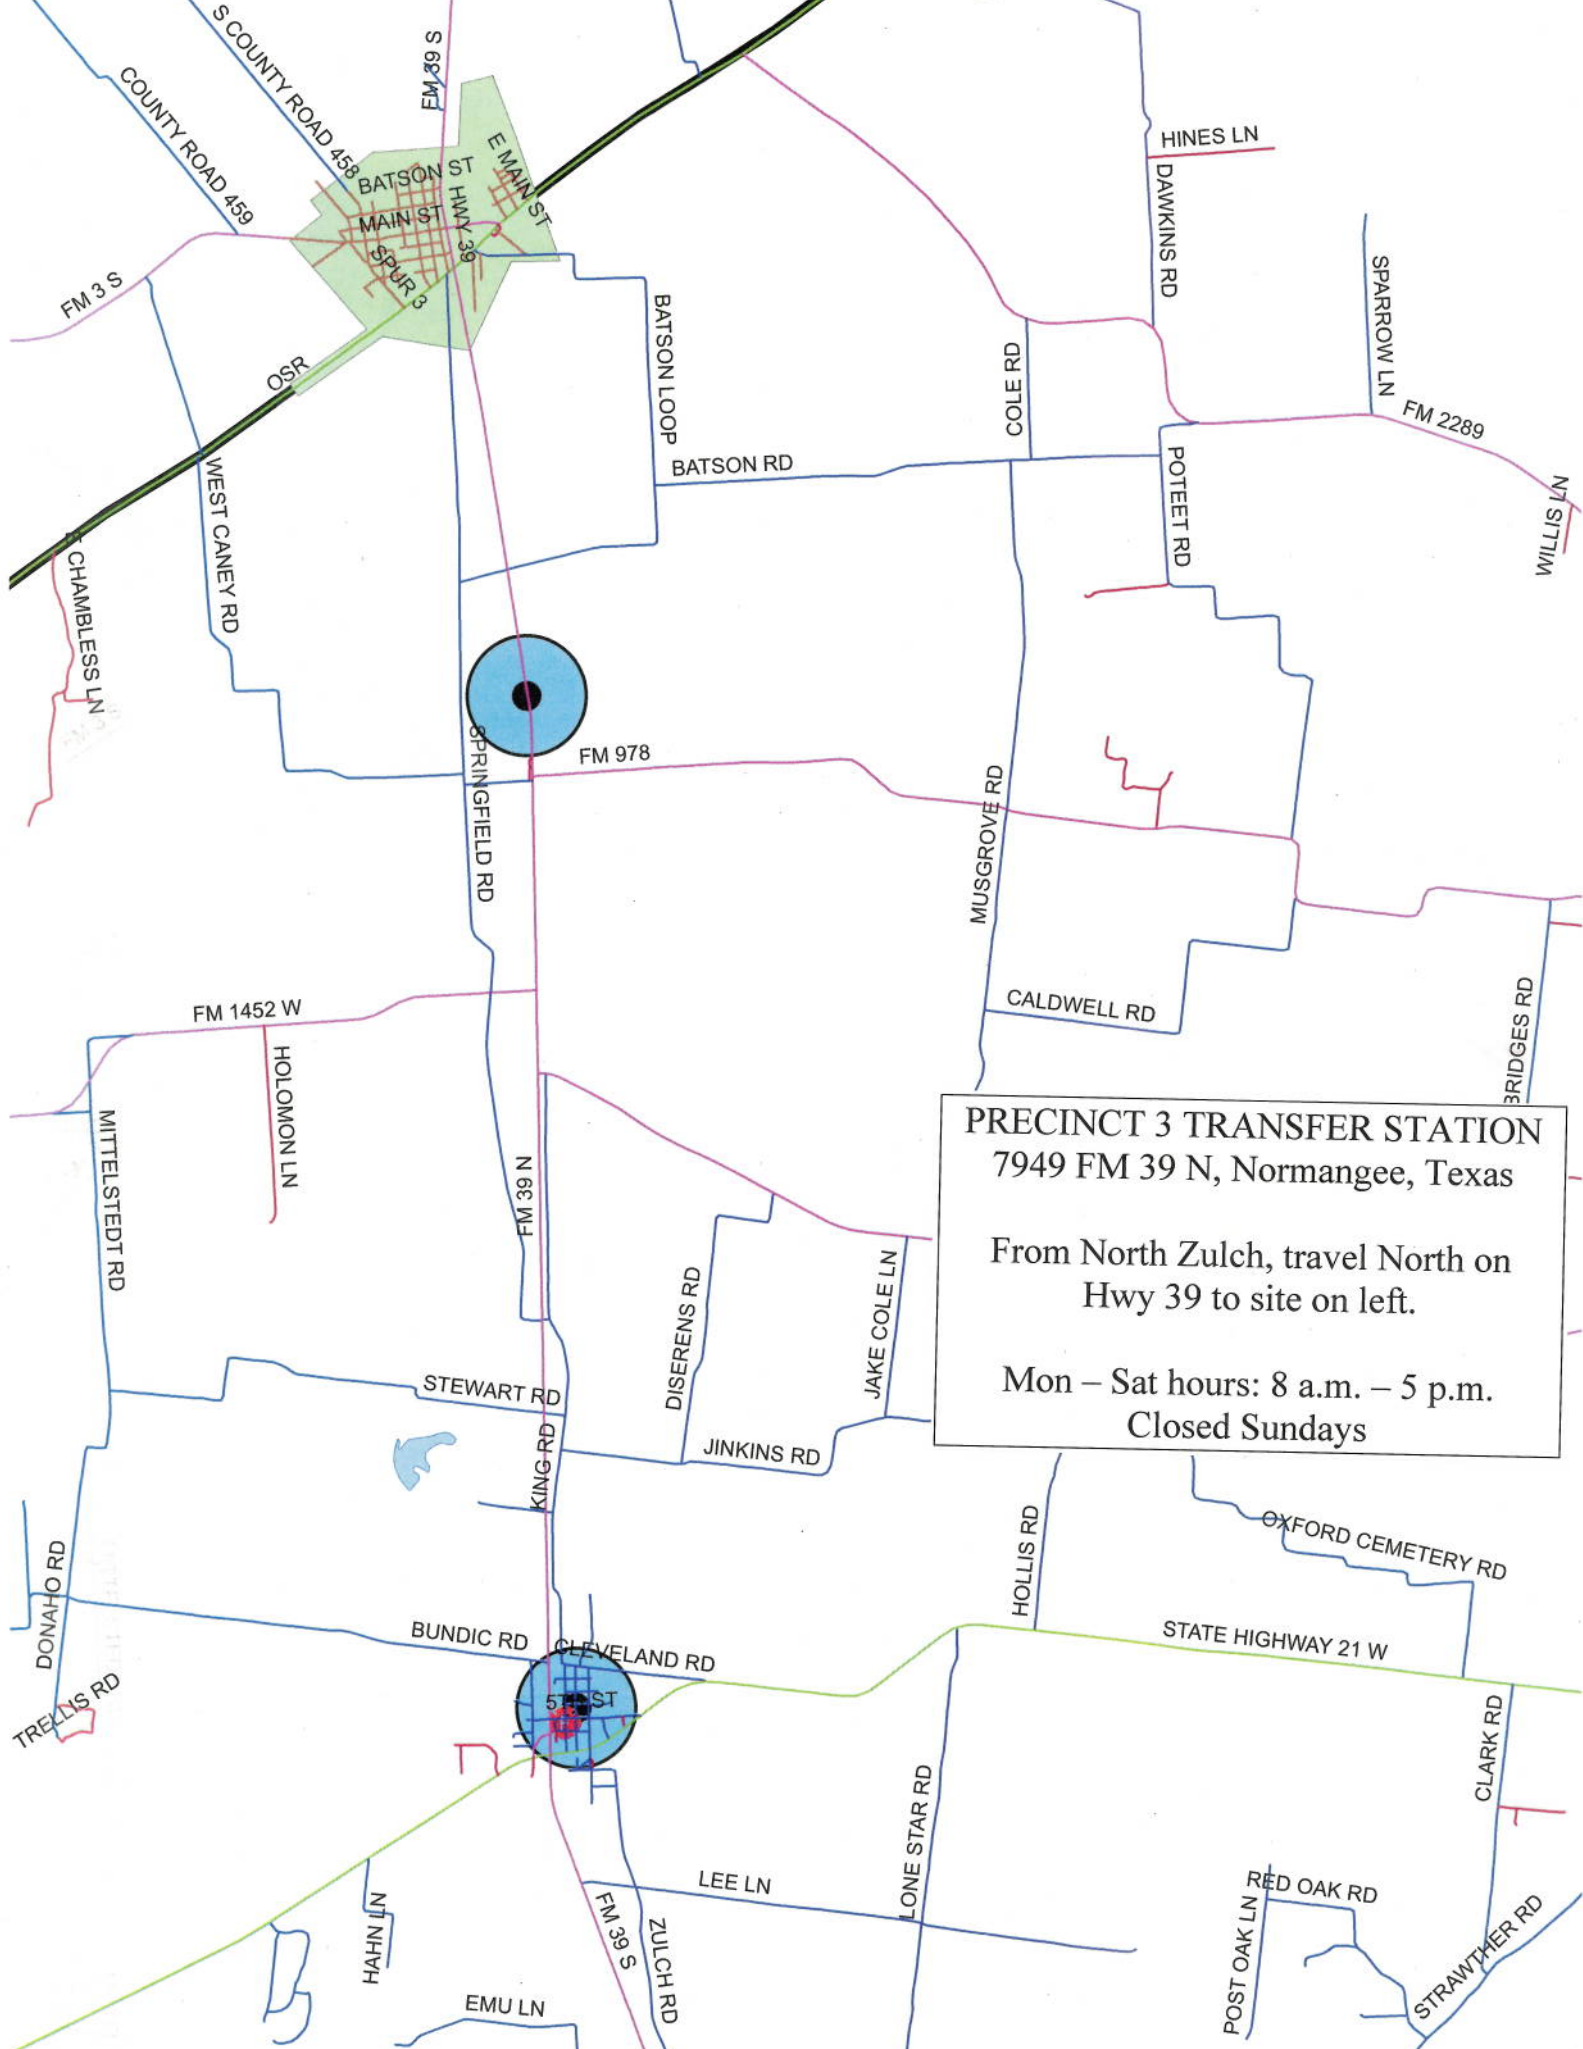 S COUNTY ROAD 458
FM 39 S
COUNTY ROAD 459
HINES LN
E MAIN ST
BATSON ST
DAWKINS RD
MAIN ST
HWY 39
SPUR 3
FM 3 S
SPARROW LN
BATSON LOOP
COLE RD
OSR
FM 2289
BATSON RD
WEST CANEY RD
POTEET RD
WILLIS LN
CHAMBLESS LN
FM 978
SPRINGFIELD RD
MUSGROVE RD
FM 1452 W
CALDWELL RD
BRIDGES RD
HOLOMON LN
MITTELSTEDT RD
FM 39 N
PRECINCT 3 TRANSFER STATION
7949 FM 39 N, Normangee, Texas
From North Zulch, travel North on
Hwy 39 to site on left.
Mon – Sat hours: 8 a.m. – 5 p.m.
Closed Sundays
DISERENS RD
JAKE COLE LN
STEWART RD
KING RD
JINKINS RD
HOLLIS RD
OXFORD CEMETERY RD
DONAHO RD
BUNDIC RD
CLEVELAND RD
STATE HIGHWAY 21 W
5TH ST
TRELLIS RD
CLARK RD
LONE STAR RD
LEE LN
RED OAK RD
HAHN LN
FM 39 S
ZULCH RD
POST OAK LN
STRAWTHER RD
EMU LN